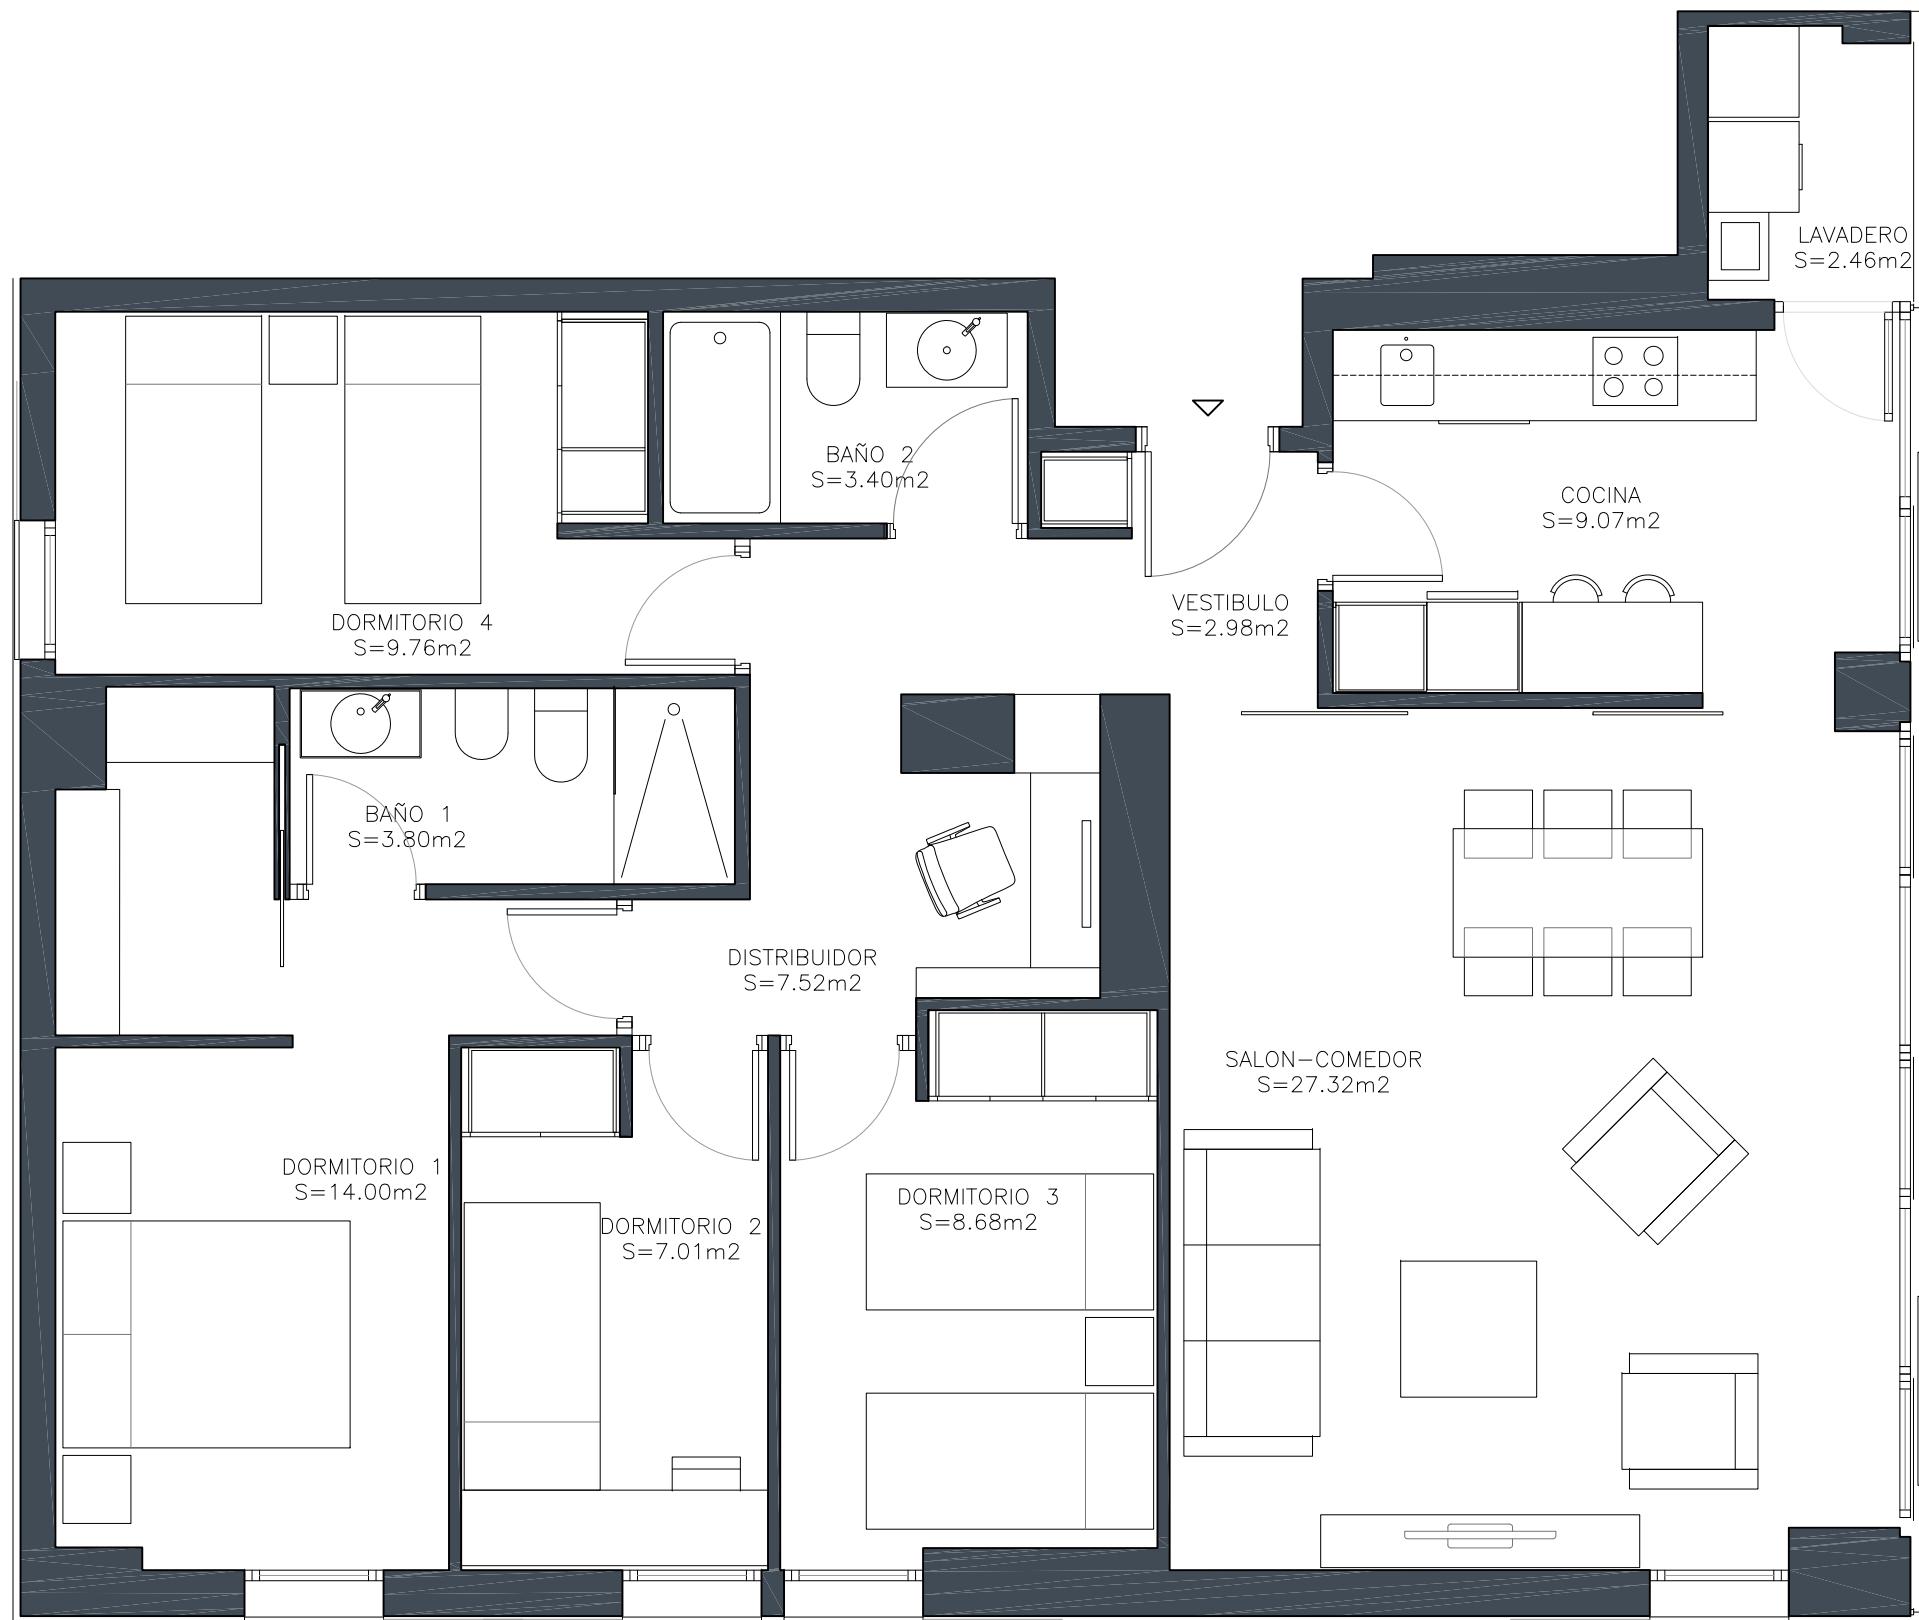 LAVADERO
S=2.46m2
BAÑO 2
S=3.40m2
COCINA
S=9.07m2
VESTIBULO
S=2.98m2
DORMITORIO 4
S=9.76m2
BAÑO 1
S=3.80m2
DISTRIBUIDOR
S=7.52m2
SALON-COMEDOR
S=27.32m2
DORMITORIO 1
S=14.00m2
DORMITORIO 2
S=7.01m2
DORMITORIO 3
S=8.68m2